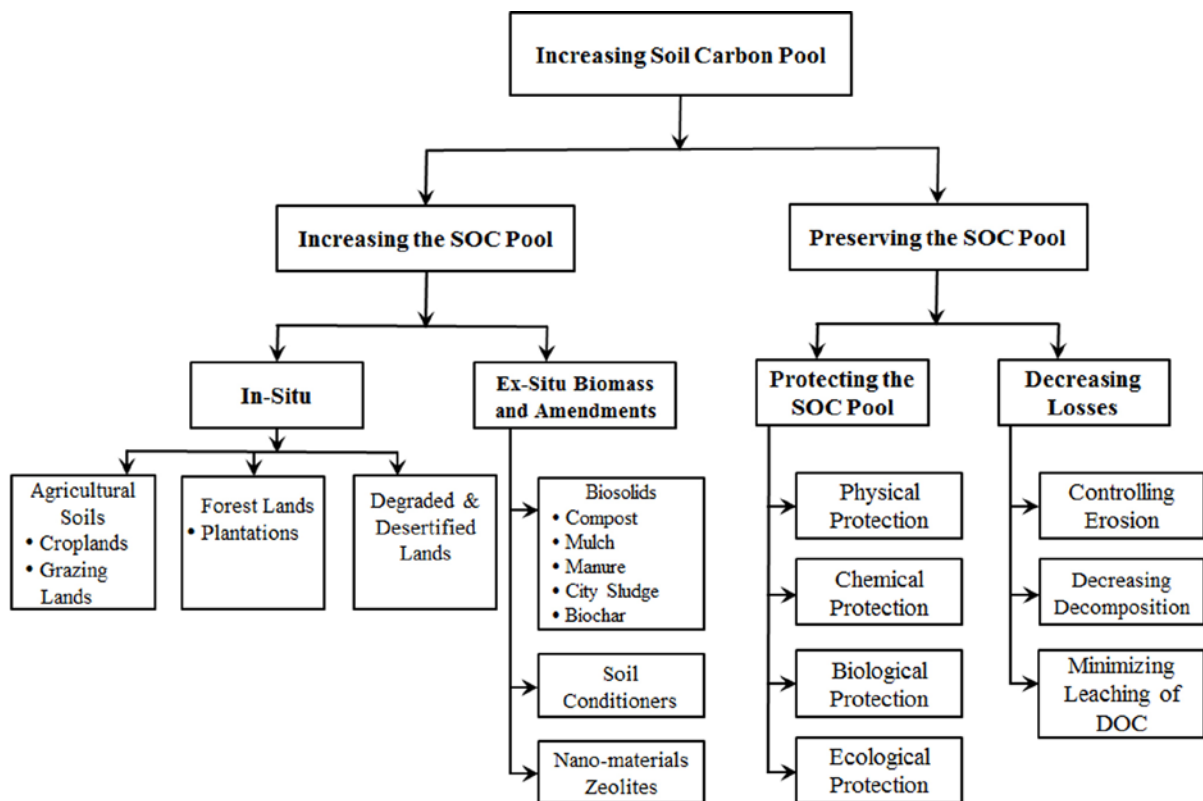 Increasing Soil Carbon Pool
Increasing the SOC Pool
Preserving the SOC Pool
In-Situ
Ex-Situ Biomass
and Amendments
Protecting the
SOC Pool
Decreasing
Losses
Agricultural
Soils
• Croplands
• Grazing
Lands
Forest Lands
• Plantations
Degraded &
Desertified
Lands
Biosolids
• Compost
• Mulch
• Manure
• City Sludge
• Biochar
Soil
Conditioners
Nano-materials
Zeolites
Physical
Protection
Chemical
Protection
Biological
Protection
Ecological
Protection
Controlling
Erosion
Decreasing
Decomposition
Minimizing
Leaching of
DOC